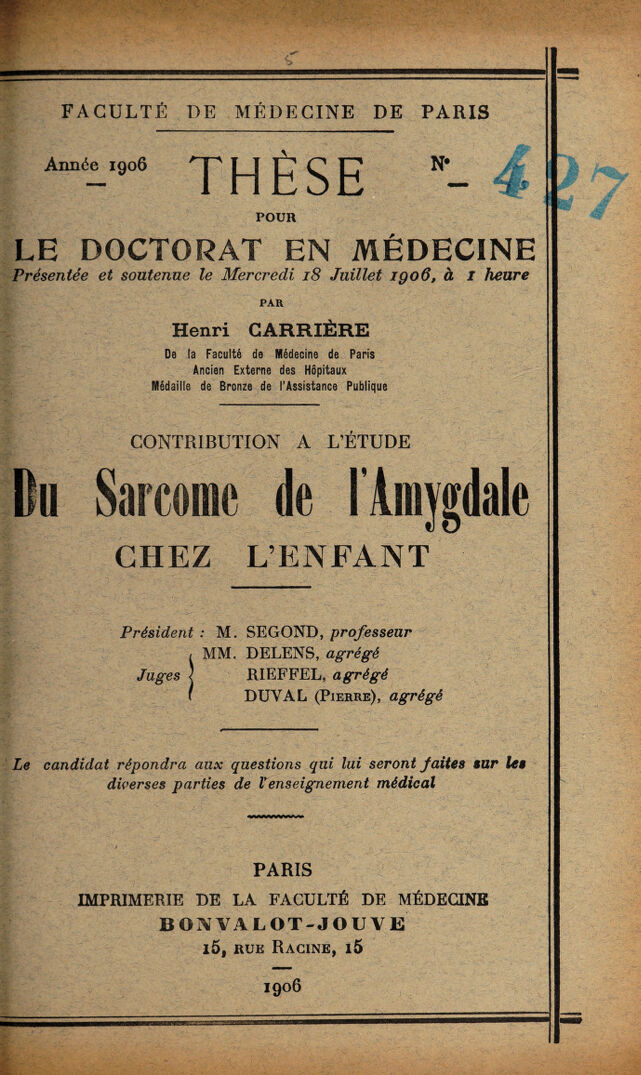 5
FACULTÉ DE MÉDECINE DE PARIS
Année 1906 THÈSE N° 427
POUR
LE DOCTORAT EN MÉDECINE
Présentée et soutenue le Mercredi 18 Juillet 1906, à 1 heure
PAR
Henri CARRIÈRE
De la Faculté de Médecine de Paris
Ancien Externe des Hôpitaux
Médaille de Bronze de l'Assistance Publique
CONTRIBUTION A L'ÉTUDE
Du Sarcome de l'Amygdale
CHEZ L'ENFANT
Président : M. SEGOND, professeur
MM. DELENS, agrégé
Juges RIEFFEL, agrégé
DUVAL (PIERRE), agrégé
Le candidat répondra aux questions qui lui seront faites sur les
diverses parties de l'enseignement médical
PARIS
IMPRIMERIE DE LA FACULTÉ DE MÉDECINE
BONVALOT-JOUVE
15, RUE RACINE, 15
1906